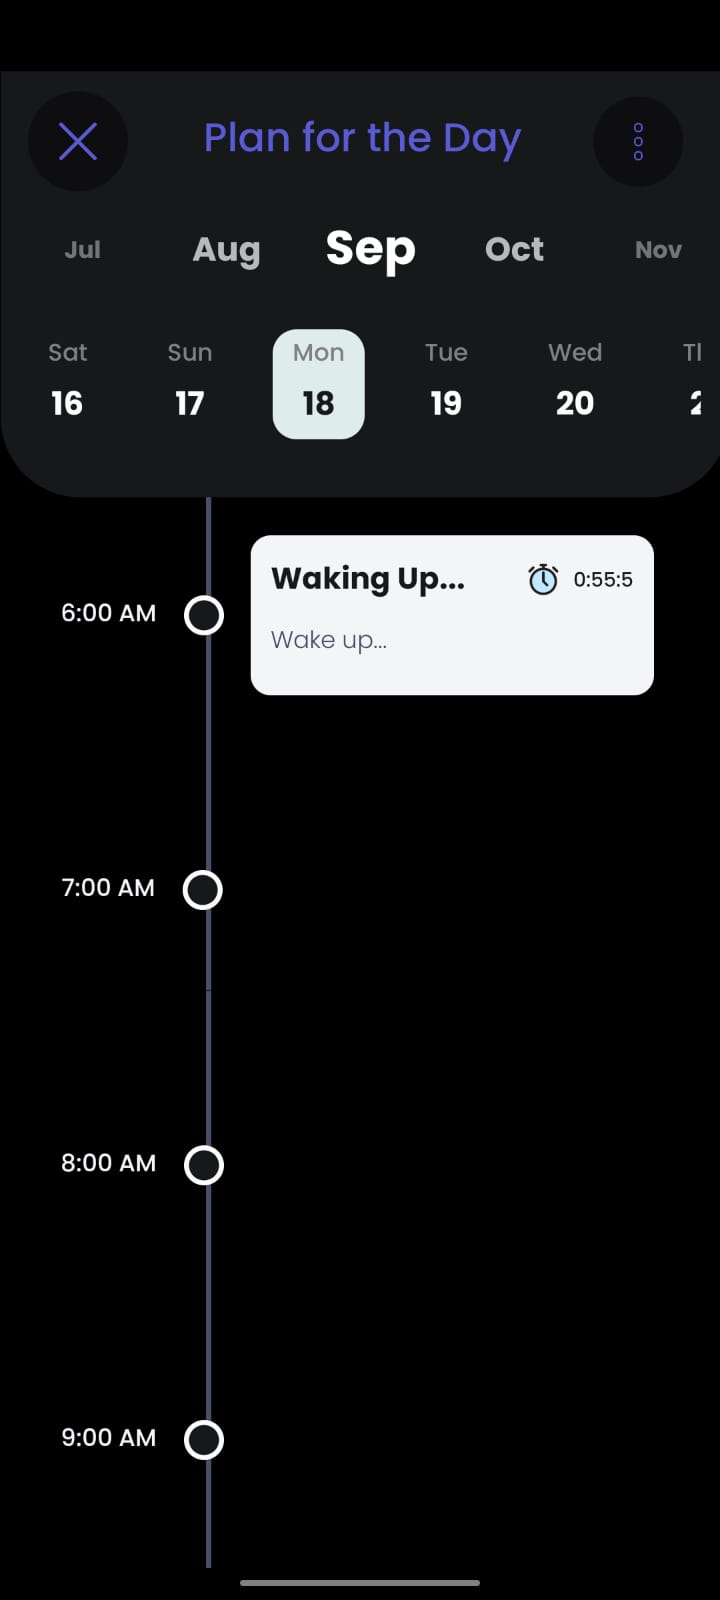 Plan for the Day
Jul Aug Sep Oct Nov
Sat Sun Mon Tue Wed
16 17 18 19 20
Waking Up... 0:55:5
6:00 AM
Wake up...
7:00 AM
8:00 AM
9:00 AM